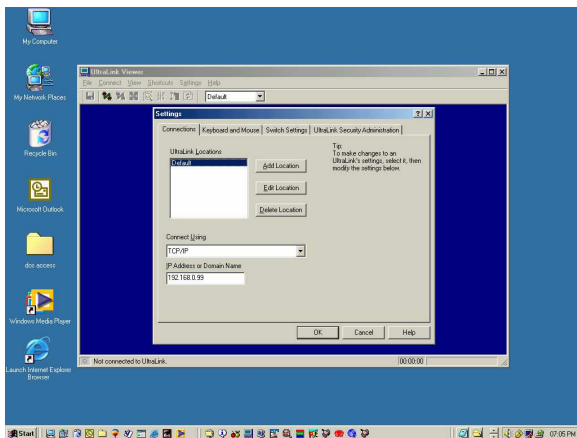 My Computer
My Network Places
Recycle Bin
Microsoft Outlook
dos access
Windows Media Player
Launch Internet Explorer
Browser
UltraLink Viewer
File Connect View Shortcuts Settings Help
Default
Settings
Connections Keyboard and Mouse Switch Settings UltraLink Security Administration
UltraLink Locations
Default
Add Location
Edit Location
Delete Location
Tip:
To make changes to an
UltraLink's settings, select it, then
modify the settings below.
Connect Using
TCP/IP
IP Address or Domain Name
192.168.0.99
OK Cancel Help
Not connected to UltraLink.
00:00:00
Start
07:05 PM